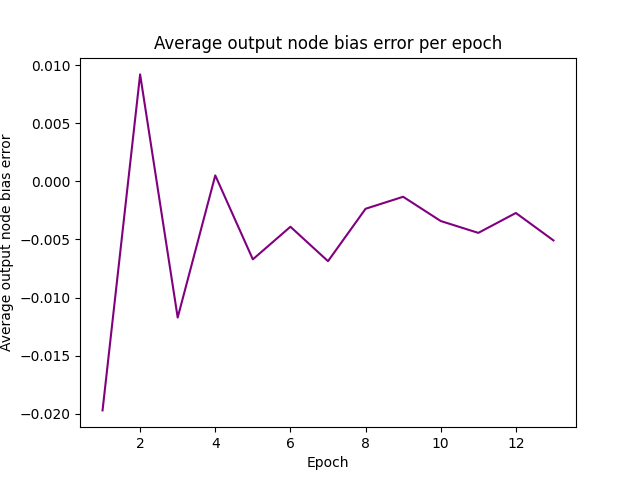 Average output node bias error per epoch
Average output node bias error
0.010
0.005
0.000
−0.005
−0.010
−0.015
−0.020
2 4 6 8 10 12
Epoch